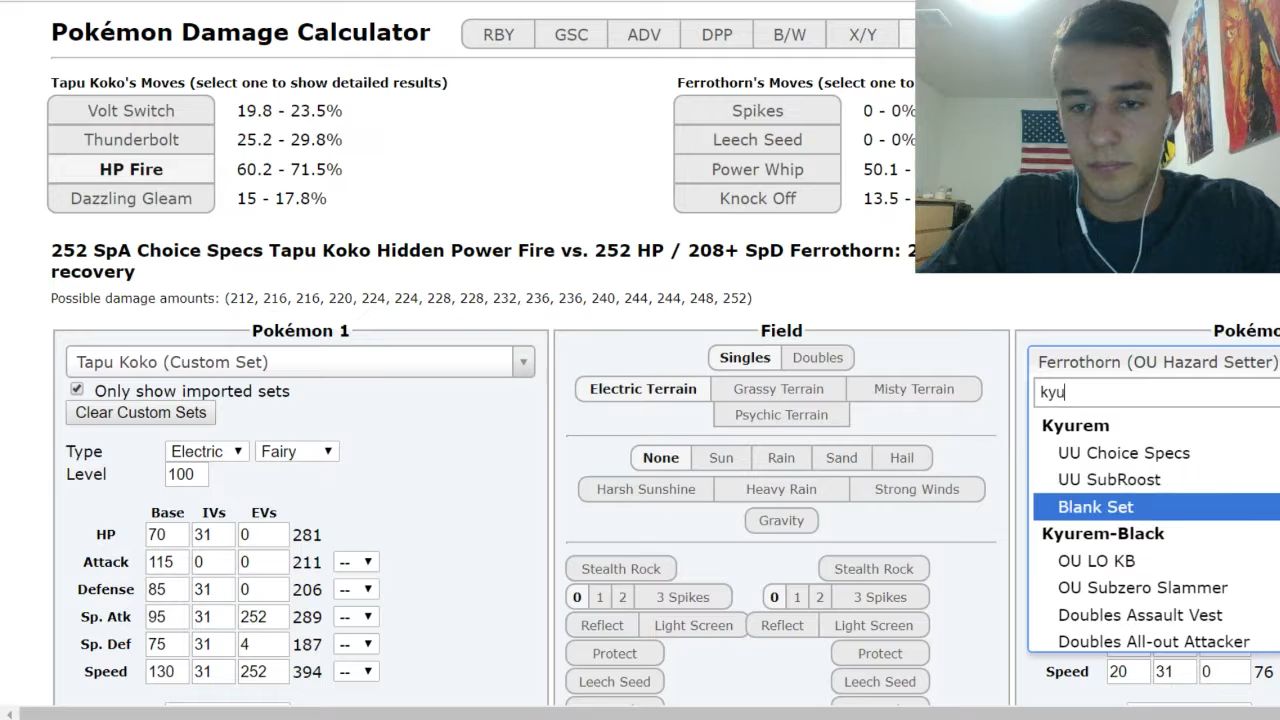 Pokémon Damage Calculator
RBY GSC ADV DPP B/W X/Y
Tapu Koko's Moves (select one to show detailed results)
Ferrothorn's Moves (select one to
Volt Switch 19.8 - 23.5%
Spikes 0 - 0%
Thunderbolt 25.2 - 29.8%
Leech Seed 0 - 0%
HP Fire 60.2 - 71.5%
Power Whip 50.1 -
Dazzling Gleam 15 - 17.8%
Knock Off 13.5 -
252 SpA Choice Specs Tapu Koko Hidden Power Fire vs. 252 HP / 208+ SpD Ferrothorn: 2
recovery
Possible damage amounts: (212, 216, 216, 220, 224, 224, 228, 228, 232, 236, 236, 240, 244, 244, 248, 252)
Pokémon 1
Tapu Koko (Custom Set)
Only show imported sets
Clear Custom Sets
Type Electric Fairy
Level 100
Base IVs EVs
HP 70 31 0 281
Attack 115 0 0 211 --
Defense 85 31 0 206 --
Sp. Atk 95 31 252 289 --
Sp. Def 75 31 4 187 --
Speed 130 31 252 394 --
Field
Singles Doubles
Electric Terrain Grassy Terrain Misty Terrain
Psychic Terrain
None Sun Rain Sand Hail
Harsh Sunshine Heavy Rain Strong Winds
Gravity
Stealth Rock Stealth Rock
0 1 2 3 Spikes 0 1 2 3 Spikes
Reflect Light Screen Reflect Light Screen
Protect Protect
Leech Seed Leech Seed
Pokémo
Ferrothorn (OU Hazard Setter)
kyu
Kyurem
UU Choice Specs
UU SubRoost
Blank Set
Kyurem-Black
OU LO KB
OU Subzero Slammer
Doubles Assault Vest
Doubles All-out Attacker
Speed 20 31 0 76